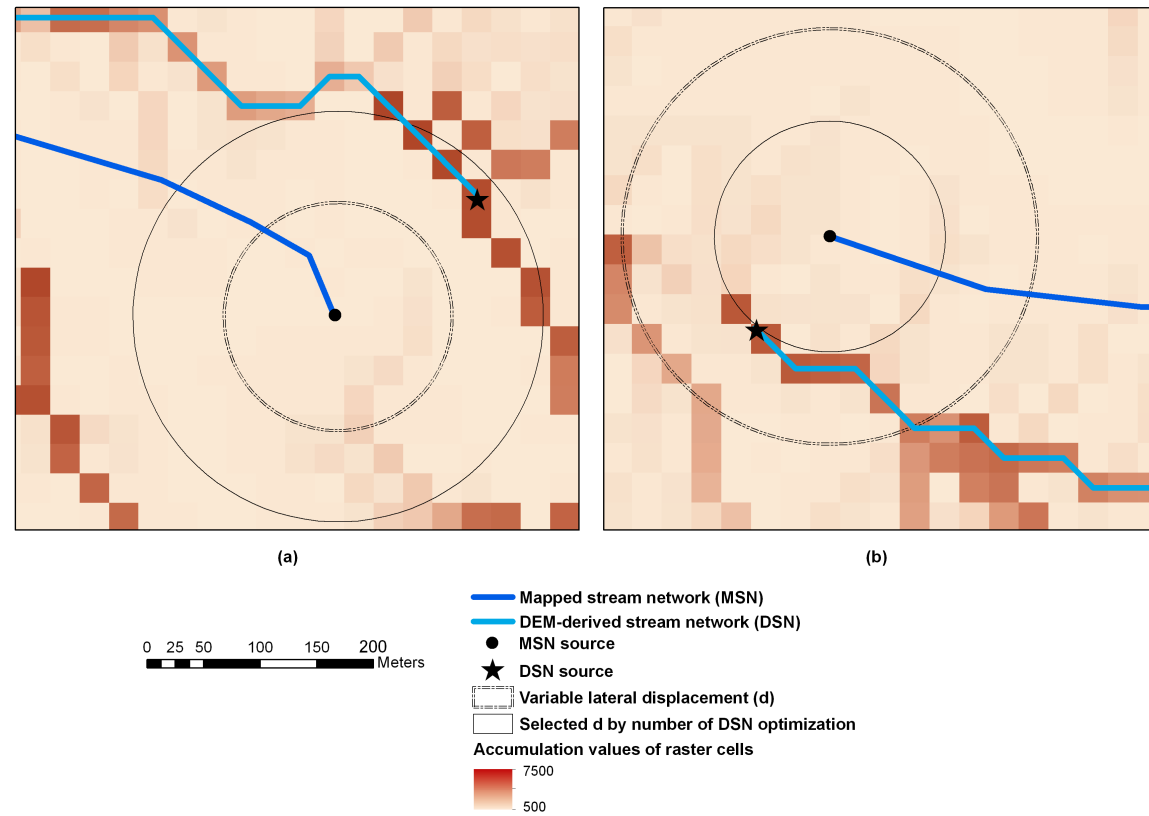 (a)
(b)
Mapped stream network (MSN)
DEM-derived stream network (DSN)
MSN source
DSN source
Variable lateral displacement (d)
Selected d by number of DSN optimization
Accumulation values of raster cells
7500
500
0 25 50 100 150 200
Meters